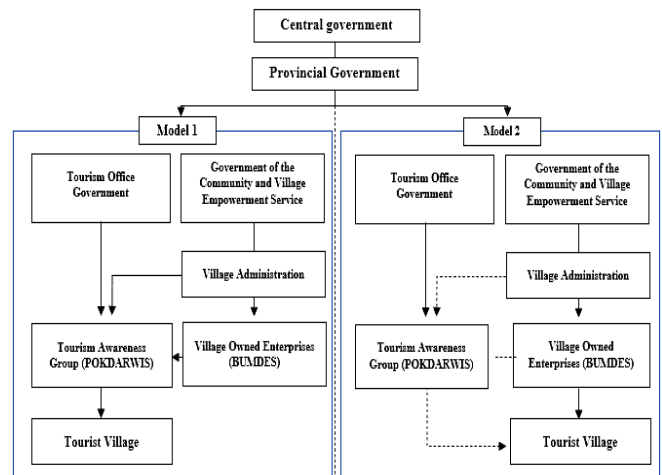 Central government
Provincial Government
Model 1
Tourism Office
Government
Government of the
Community and Village
Empowerment Service
Village Administration
Tourism Awareness
Group (POKDARWIS)
Village Owned Enterprises
(BUMDES)
Tourist Village
Model 2
Tourism Office
Government
Government of the
Community and Village
Empowerment Service
Village Administration
Tourism Awareness
Group (POKDARWIS)
Village Owned
Enterprises (BUMDES)
Tourist Village